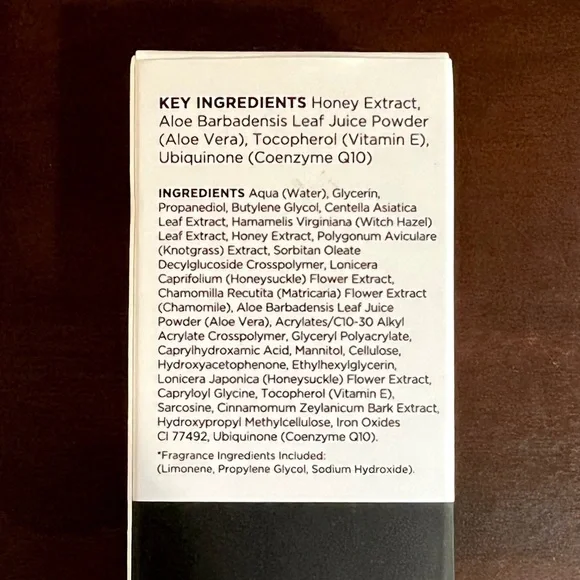 KEY INGREDIENTS Honey Extract,
Aloe Barbadensis Leaf Juice Powder
(Aloe Vera), Tocopherol (Vitamin E),
Ubiquinone (Coenzyme Q10)
INGREDIENTS Aqua (Water), Glycerin,
Propanediol, Butylene Glycol, Centella Asiatica
Leaf Extract, Hamamelis Virginiana (Witch Hazel)
Leaf Extract, Honey Extract, Polygonum Aviculare
(Knotgrass) Extract, Sorbitan Oleate
Decylglucoside Crosspolymer, Lonicera
Caprifolium (Honeysuckle) Flower Extract,
Chamomilla Recutita (Matricaria) Flower Extract
(Chamomile), Aloe Barbadensis Leaf Juice
Powder (Aloe Vera), Acrylates/C10-30 Alkyl
Acrylate Crosspolymer, Glyceryl Polyacrylate,
Caprylhydroxamic Acid, Mannitol, Cellulose,
Hydroxyacetophenone, Ethylhexylglycerin,
Lonicera Japonica (Honeysuckle) Flower Extract,
Capryloyl Glycine, Tocopherol (Vitamin E),
Sarcosine, Cinnamomum Zeylanicum Bark Extract,
Hydroxypropyl Methylcellulose, Iron Oxides
CI 77492, Ubiquinone (Coenzyme Q10).
*Fragrance Ingredients Included:
(Limonene, Propylene Glycol, Sodium Hydroxide).